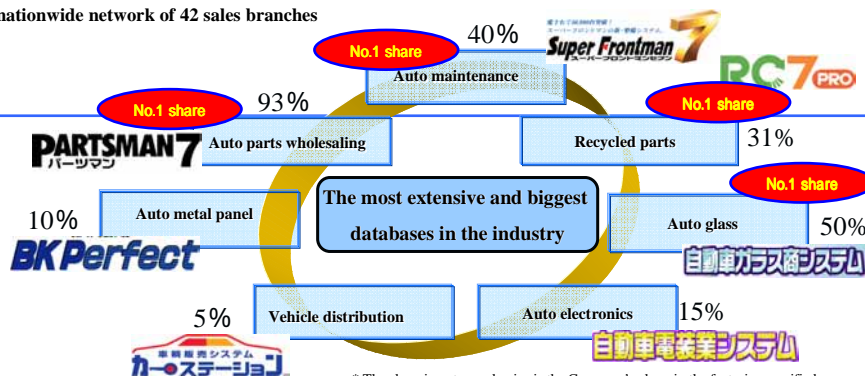 nationwide network of 42 sales branches
No.1 share
40%
Auto maintenance
Super Frontman 7
スーパーフロントマンセブン
RC7 PRO
No.1 share
93%
Auto parts wholesaling
PARTSMAN 7
パーツマン
No.1 share
Recycled parts
31%
The most extensive and biggest
databases in the industry
10%
Auto metal panel
BK Perfect
No.1 share
Auto glass
50%
自動車ガラス商システム
5%
Vehicle distribution
車輌販売システム
カーステーション
Auto electronics
15%
自動車電装業システム